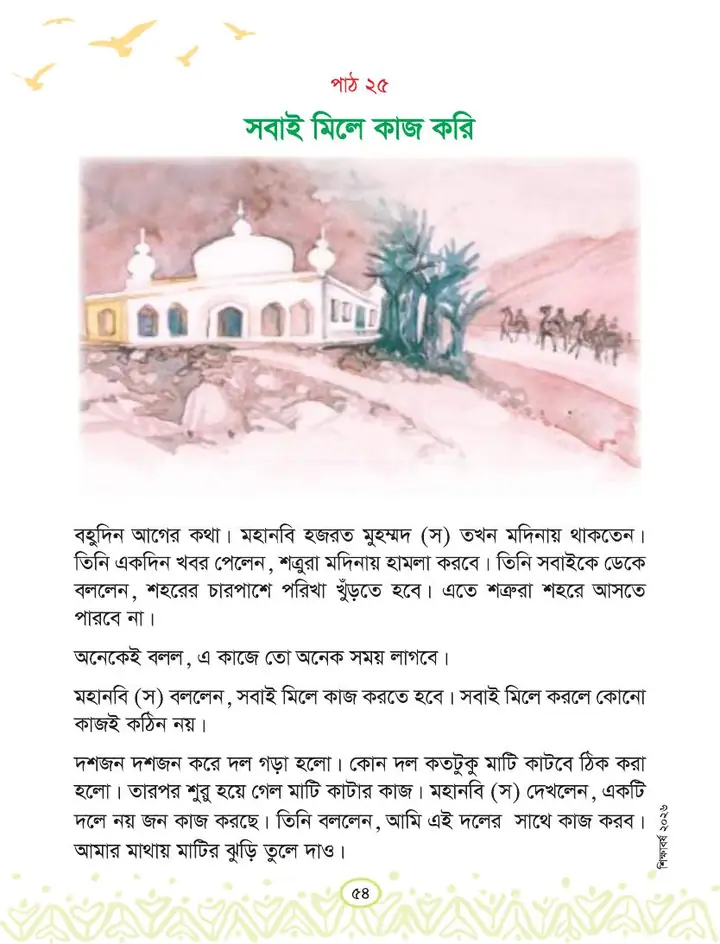 পাঠ ২৫
সবাই মিলে কাজ করি
বহুদিন আগের কথা। মহানবি হজরত মুহম্মদ (স) তখন মদিনায় থাকতেন।
তিনি একদিন খবর পেলেন, শত্রুরা মদিনায় হামলা করবে। তিনি সবাইকে ডেকে
বললেন, শহরের চারপাশে পরিখা খুঁড়তে হবে। এতে শত্রুরা শহরে আসতে
পারবে না।
অনেকেই বলল, এ কাজে তো অনেক সময় লাগবে।
মহানবি (স) বললেন, সবাই মিলে কাজ করতে হবে। সবাই মিলে করলে কোনো
কাজই কঠিন নয়।
দশজন দশজন করে দল গড়া হলো। কোন দল কতটুকু মাটি কাটবে ঠিক করা
হলো। তারপর শুরু হয়ে গেল মাটি কাটার কাজ। মহানবি (স) দেখলেন, একটি
দলে নয় জন কাজ করছে। তিনি বললেন, আমি এই দলের সাথে কাজ করব।
আমার মাথায় মাটির ঝুড়ি তুলে দাও।
শিক্ষাবর্ষ ২০২৬
৫৪